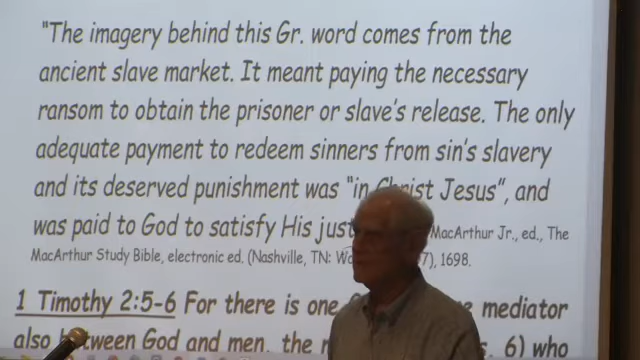 "The imagery behind this Gr. word comes from the
ancient slave market. It meant paying the necessary
ransom to obtain the prisoner or slave's release. The only
adequate payment to redeem sinners from sin's slavery
and its deserved punishment was "in Christ Jesus", and
was paid to God to satisfy His just MacArthur Jr., ed., The
MacArthur Study Bible, electronic ed. (Nashville, TN: 1698.
1 Timothy 2:5-6 For there is one mediator
also between God and men, the 6) who